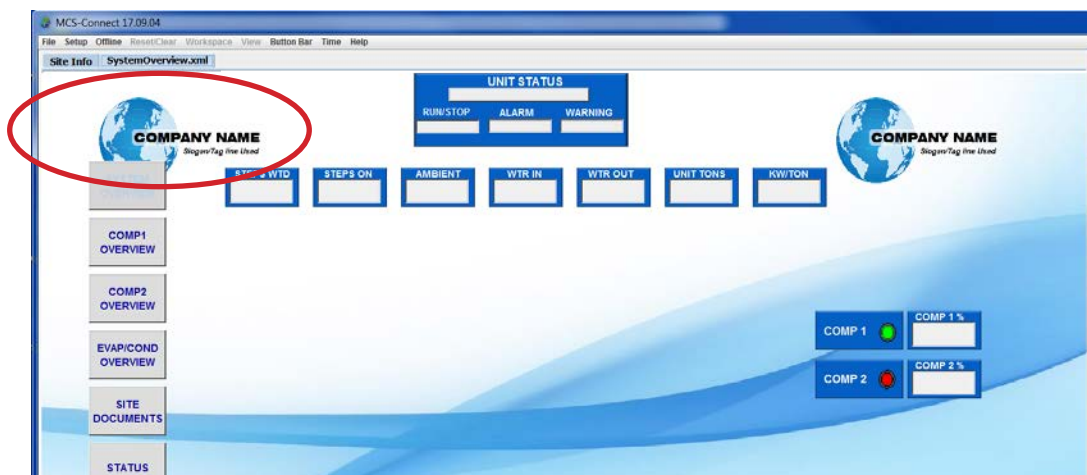 MCS-Connect 17.09.04
File Setup Offline Reset/Clear Workspace View Button Bar Time Help
Site Info SystemOverview.xml
UNIT STATUS
RUN/STOP ALARM WARNING
COMPANY NAME
Slogan/Tag line Used
COMPANY NAME
Slogan/Tag line Used
SYSTEM
OVERVIEW
STEPS WTD STEPS ON AMBIENT WTR IN WTR OUT UNIT TONS KW/TON
COMP1
OVERVIEW
COMP2
OVERVIEW
COMP 1 COMP 1 %
EVAP/COND
OVERVIEW
COMP 2 COMP 2 %
SITE
DOCUMENTS
STATUS